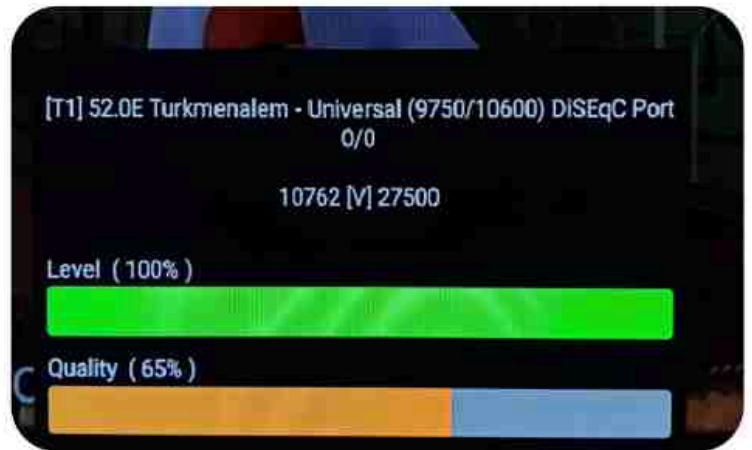 [T1] 52.0E Turkmenalem - Universal (9750/10600) DiSEqC Port
0/0
10762 [V] 27500
Level ( 100% )
Quality ( 65% )